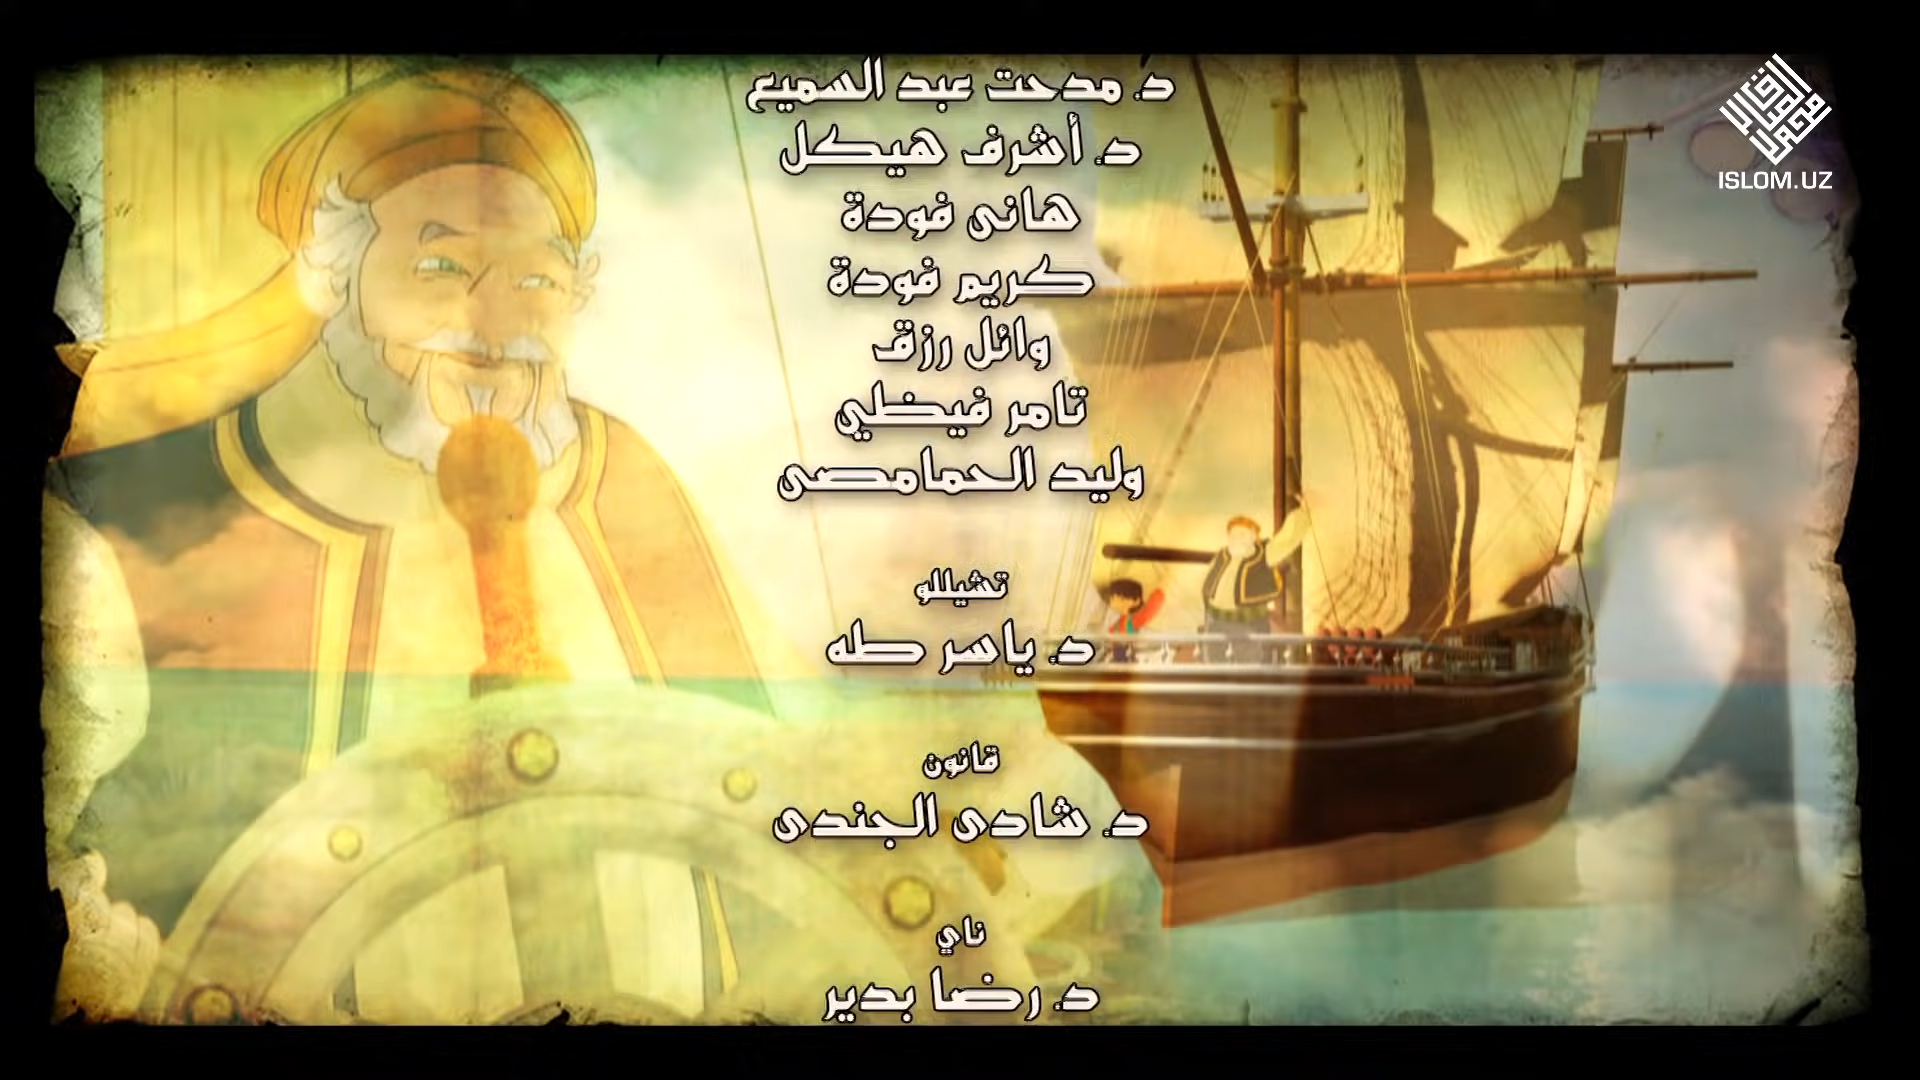 د. مدحت عبد السميع
د. أشرف هيكل
هانى فودة
كريم فودة
وائل رزق
تامر فيظلي
وليد الحمامصى
تشيللو
د. ياسر طه
قانون
د. شادى الجندى
ناي
د. رضا بدير
ISLOM.UZ